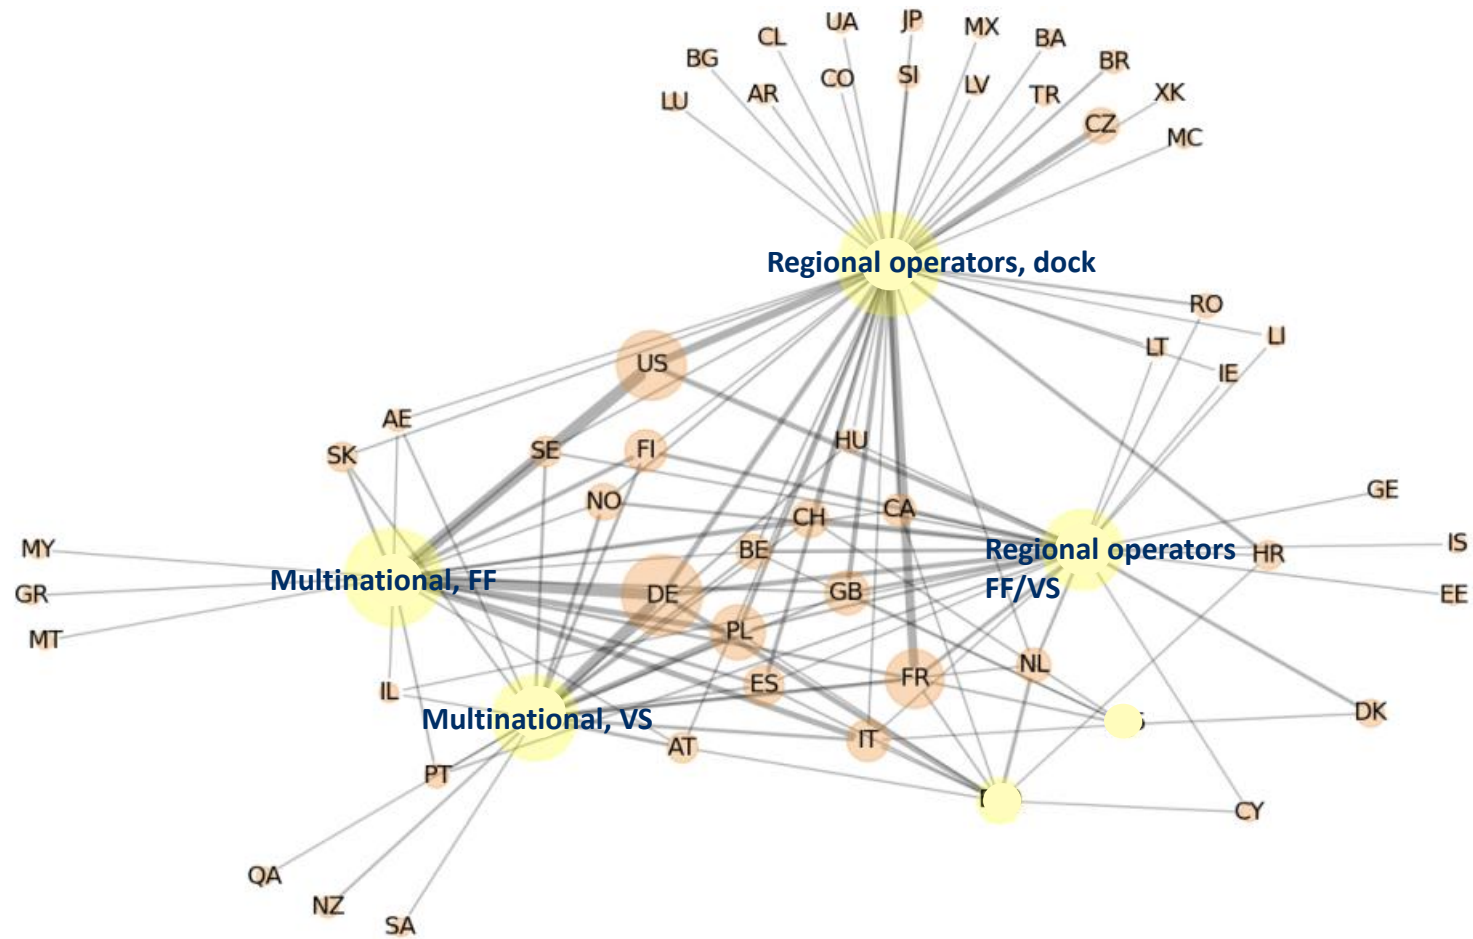 JP
UA
MX
CL
BA
BG
BR
CO
SI
LV
AR
TR
XK
LU
CZ
MC
Regional operators, dock
RO
LI
LT
US
IE
AE
HU
SE
FI
SK
GE
NO
CA
CH
IS
MY
BE
Regional operators
FF/VS
HR
Multinational, FF
GR
DE
GB
EE
PL
MT
NL
FR
ES
IL
DK
Multinational, VS
IT
AT
PT
CY
QA
NZ
SA